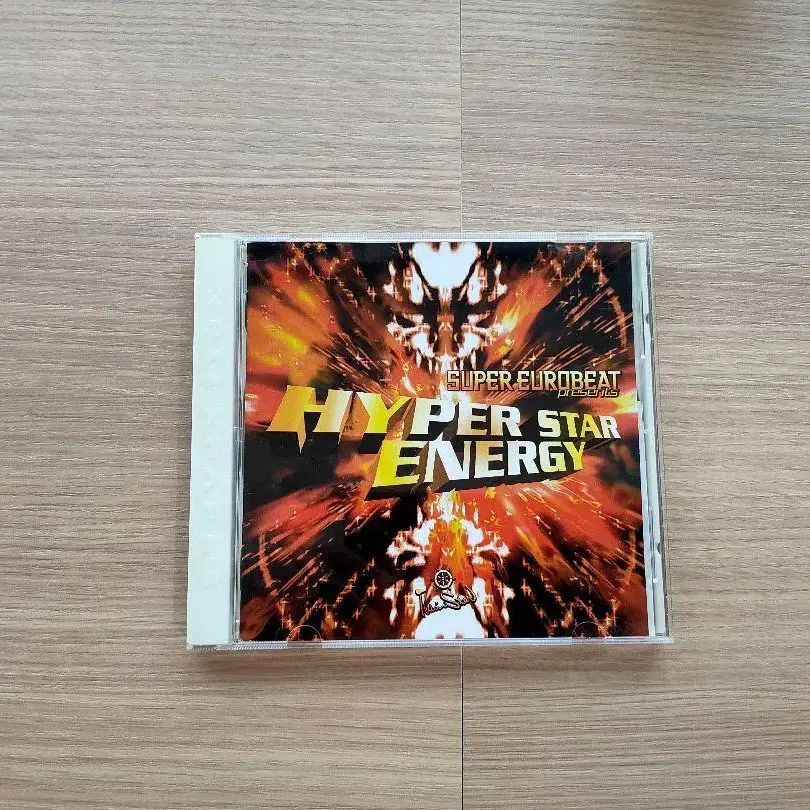 SUPER EUROBEAT
presents
HYPER STAR
ENERGY